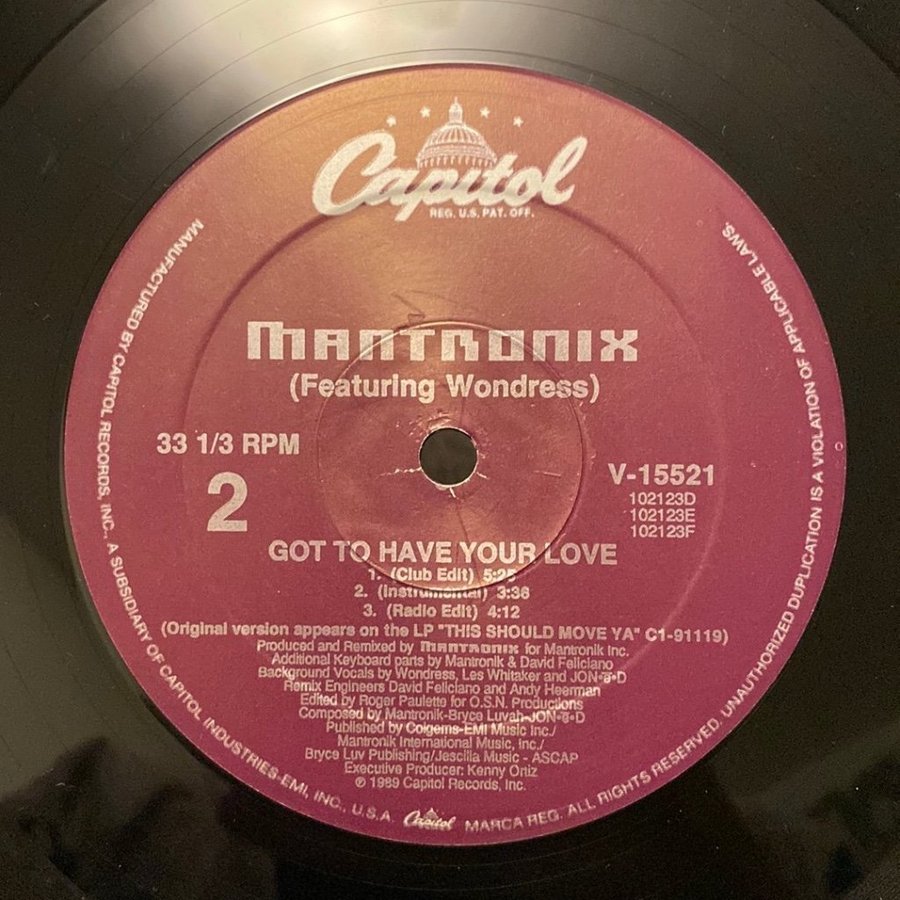 Capitol
REG. U.S. PAT. OFF.
MANTRONIX
(Featuring Wondress)
33 1/3 RPM
2
V-15521
102123D
102123E
102123F
GOT TO HAVE YOUR LOVE
1. (Club Edit) 5:25
2. (Instrumental) 3:36
3. (Radio Edit) 4:12
(Original version appears on the LP "THIS SHOULD MOVE YA" C1-91119)
Produced and Remixed by MANTRONIX for Mantronik Inc.
Additional Keyboard parts by Mantronik & David Feliciano
Background Vocals by Wondress, Les Whitaker and JON-ē-D
Remix Engineers David Feliciano and Andy Heerman
Edited by Roger Paulette for O.S.N. Productions
Composed by Mantronik-Bryce Luvah-JON-ē-D
Published by Colgems-EMI Music Inc./
Mantronik International Music, Inc./
Bryce Luv Publishing/Jescilla Music - ASCAP
Executive Producer: Kenny Ortiz
℗ 1989 Capitol Records, Inc.
MANUFACTURED BY CAPITOL RECORDS, INC., A SUBSIDIARY OF CAPITOL INDUSTRIES-EMI, INC., U.S.A. Capitol MARCA REG. ALL RIGHTS RESERVED. UNAUTHORIZED DUPLICATION IS A VIOLATION OF APPLICABLE LAWS.